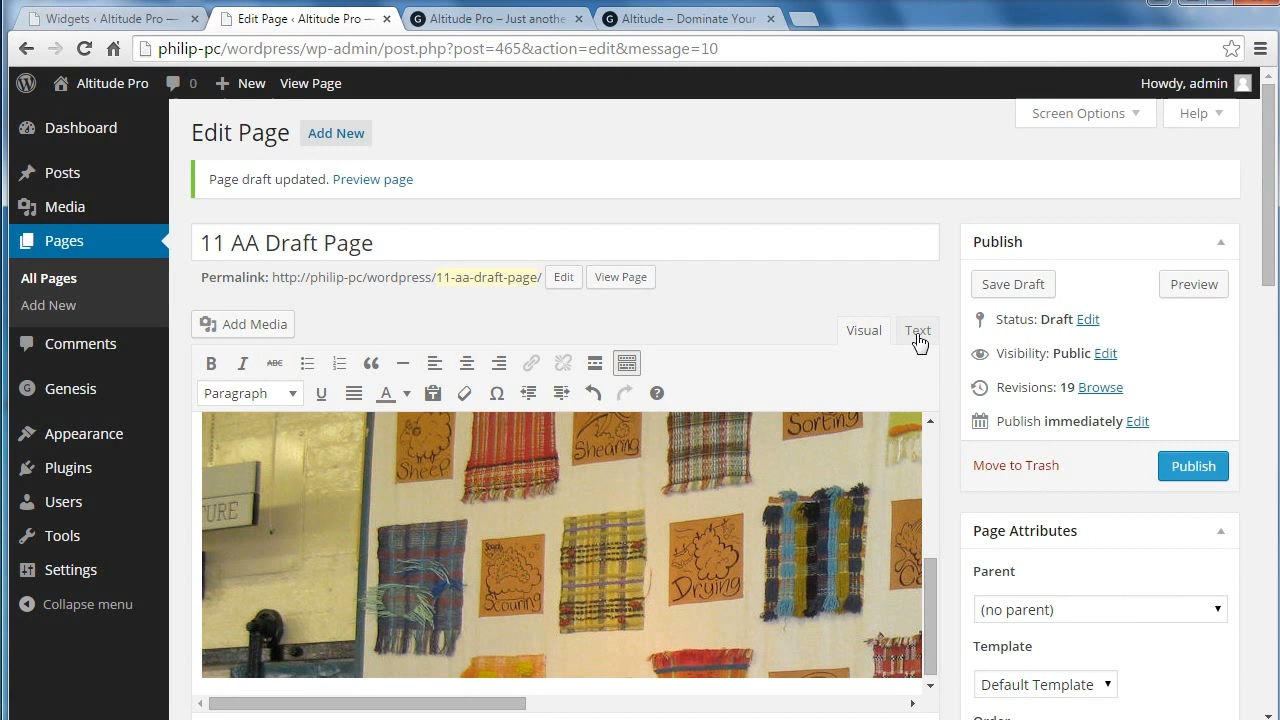 Widgets ‹ Altitude Pro —
Edit Page ‹ Altitude Pro —
Altitude Pro – Just anothe
Altitude – Dominate Your
philip-pc/wordpress/wp-admin/post.php?post=465&action=edit&message=10
Altitude Pro 0 New View Page Howdy, admin
Screen Options Help
Dashboard
Posts
Media
Pages
All Pages
Add New
Comments
Genesis
Appearance
Plugins
Users
Tools
Settings
Collapse menu
Edit Page Add New
Page draft updated. Preview page
11 AA Draft Page
Permalink: http://philip-pc/wordpress/11-aa-draft-page/ Edit View Page
Add Media
Visual Text
B I ABC
Paragraph U A
Sheep
Shearing
Sorting
TURE
Scouring
Drying
Ca
Publish
Save Draft Preview
Status: Draft Edit
Visibility: Public Edit
Revisions: 19 Browse
Publish immediately Edit
Move to Trash Publish
Page Attributes
Parent
(no parent)
Template
Default Template
Order